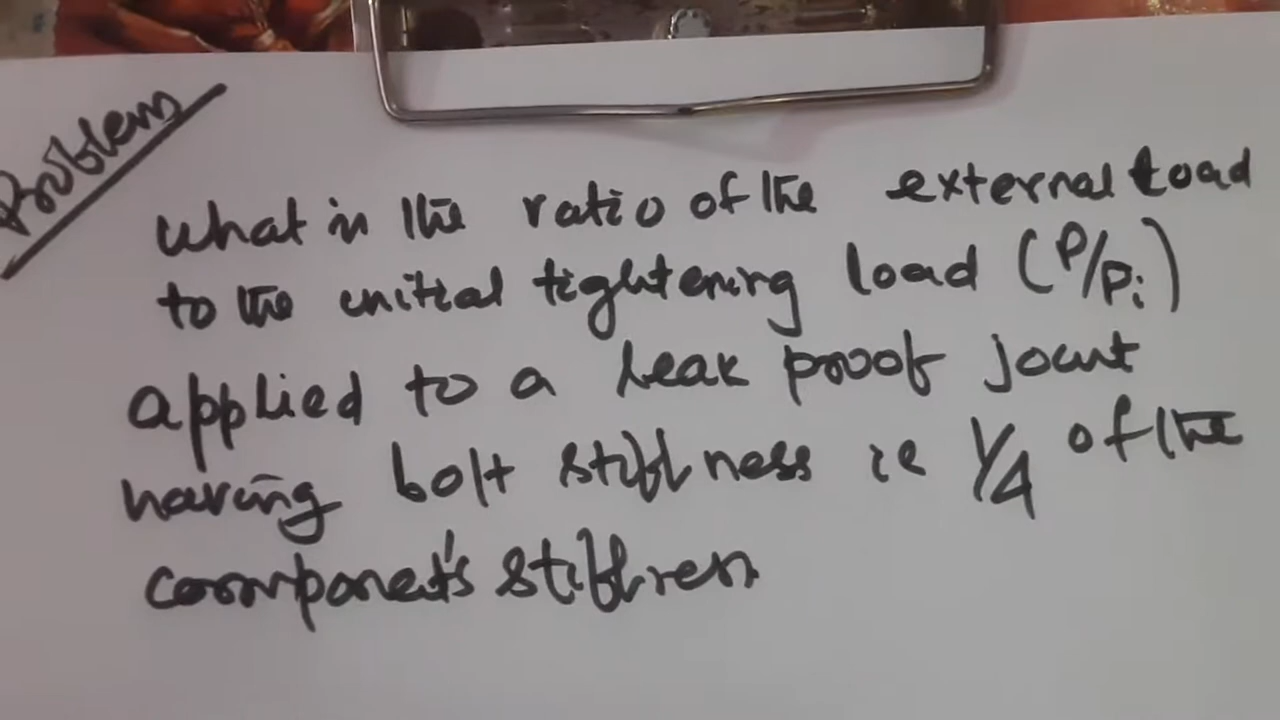 Problem
What is the ratio of the external load
to the initial tightening load (P/Pi)
applied to a leak proof joint
having bolt stiffness is 1/4 of the
component's stiffness